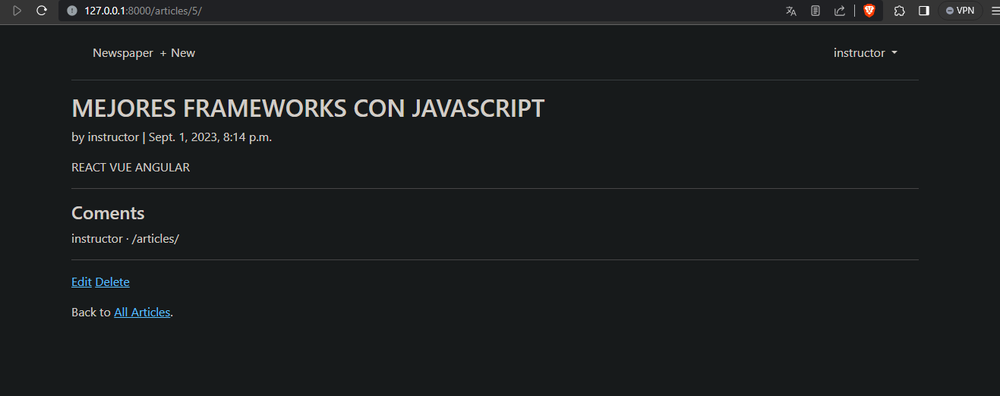 127.0.0.1:8000/articles/5/
VPN
Newspaper + New
instructor
MEJORES FRAMEWORKS CON JAVASCRIPT
by instructor | Sept. 1, 2023, 8:14 p.m.
REACT VUE ANGULAR
Coments
instructor · /articles/
Edit Delete
Back to All Articles.